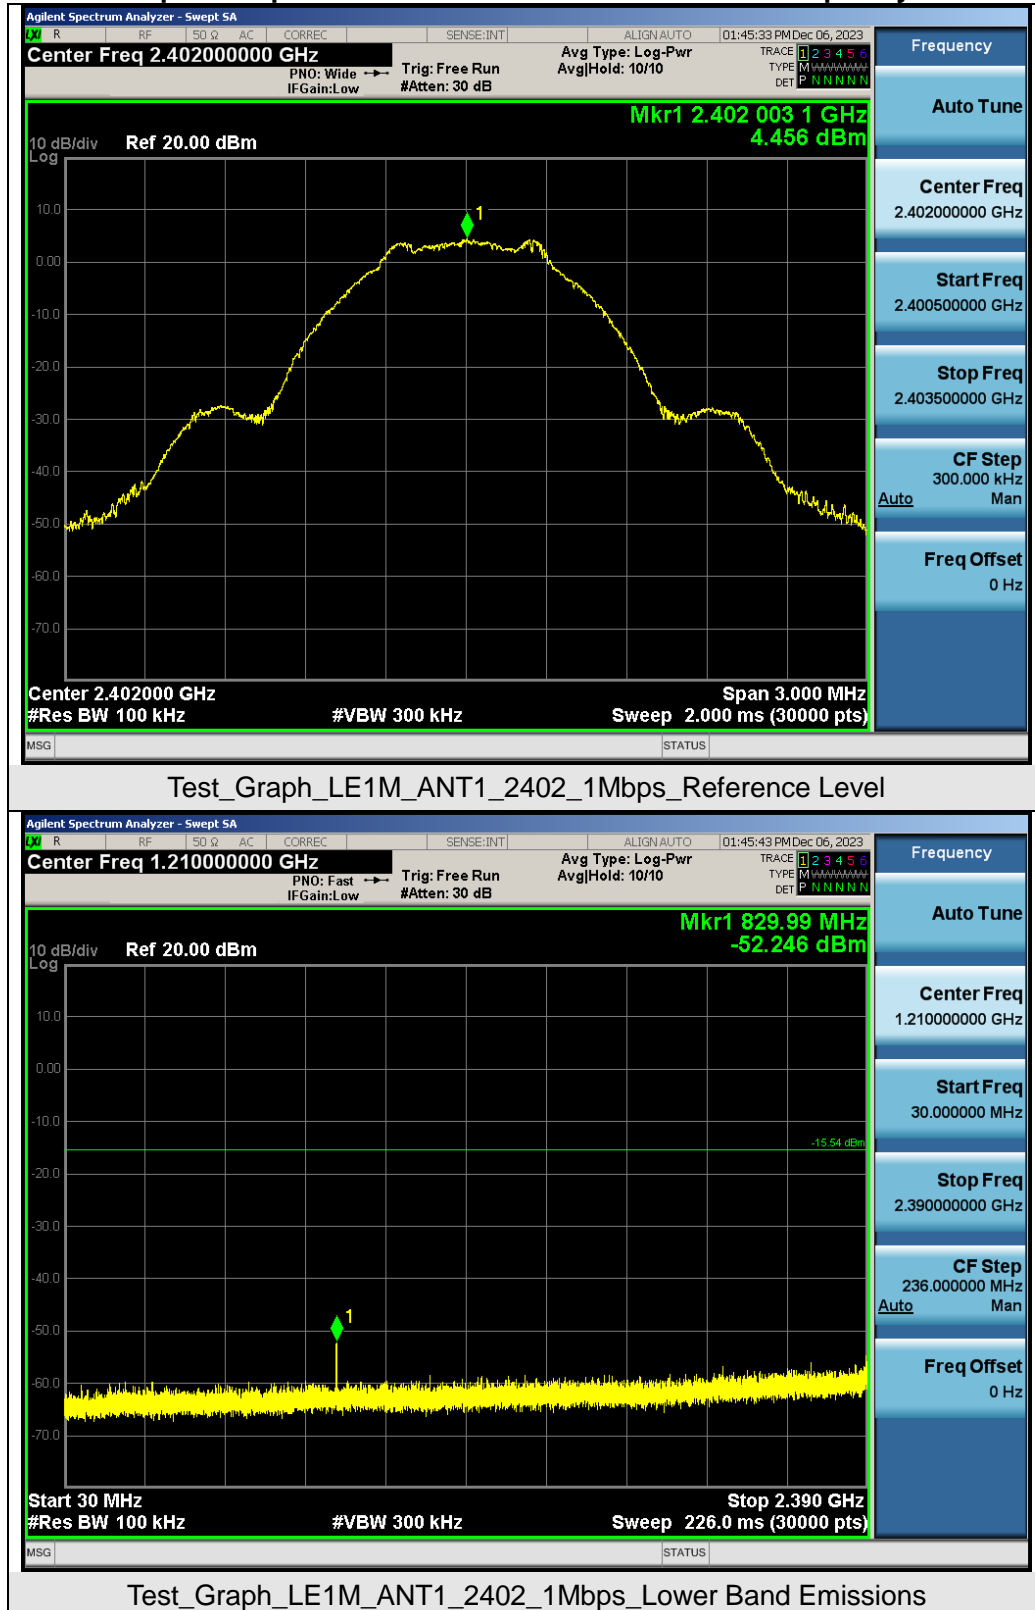 Agilent Spectrum Analyzer - Swept SA
LXI R RF 50 Ω AC CORREC SENSE:INT ALIGN AUTO 01:45:33 PM Dec 06, 2023
Center Freq 2.402000000 GHz
PNO: Wide
IFGain:Low
Trig: Free Run
#Atten: 30 dB
Avg Type: Log-Pwr
Avg|Hold: 10/10
TRACE 1 2 3 4 5 6
TYPE M WWWWW
DET P N N N N N
Mkr1 2.402 003 1 GHz
4.456 dBm
10 dB/div Ref 20.00 dBm
Log
10.0
0.00
-10.0
-20.0
-30.0
-40.0
-50.0
-60.0
-70.0
1
Center 2.402000 GHz Span 3.000 MHz
#Res BW 100 kHz #VBW 300 kHz Sweep 2.000 ms (30000 pts)
MSG STATUS
Frequency
Auto Tune
Center Freq
2.402000000 GHz
Start Freq
2.400500000 GHz
Stop Freq
2.403500000 GHz
CF Step
300.000 kHz
Auto Man
Freq Offset
0 Hz
Test_Graph_LE1M_ANT1_2402_1Mbps_Reference Level
Agilent Spectrum Analyzer - Swept SA
LXI R RF 50 Ω AC CORREC SENSE:INT ALIGN AUTO 01:45:43 PM Dec 06, 2023
Center Freq 1.210000000 GHz
PNO: Fast
IFGain:Low
Trig: Free Run
#Atten: 30 dB
Avg Type: Log-Pwr
Avg|Hold: 10/10
TRACE 1 2 3 4 5 6
TYPE M WWWWW
DET P N N N N N
Mkr1 829.99 MHz
-52.246 dBm
10 dB/div Ref 20.00 dBm
Log
10.0
0.00
-10.0
-15.54 dBm
-20.0
-30.0
-40.0
-50.0
-60.0
-70.0
1
Start 30 MHz Stop 2.390 GHz
#Res BW 100 kHz #VBW 300 kHz Sweep 226.0 ms (30000 pts)
MSG STATUS
Frequency
Auto Tune
Center Freq
1.210000000 GHz
Start Freq
30.000000 MHz
Stop Freq
2.390000000 GHz
CF Step
236.000000 MHz
Auto Man
Freq Offset
0 Hz
Test_Graph_LE1M_ANT1_2402_1Mbps_Lower Band Emissions